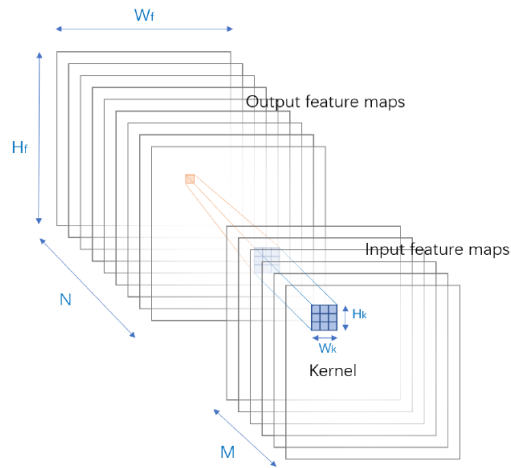 Wf
Output feature maps
Hf
Input feature maps
N
Hk
Wk
Kernel
M